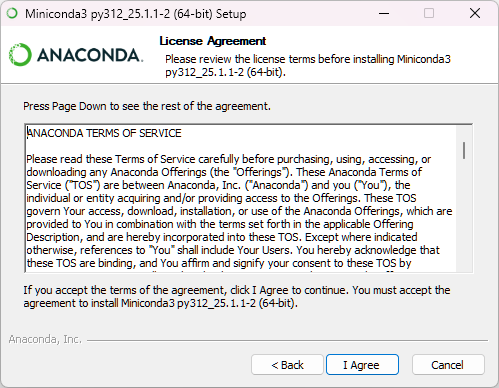 Miniconda3 py312_25.1.1-2 (64-bit) Setup
ANACONDA.
License Agreement
Please review the license terms before installing Miniconda3
py312_25.1.1-2 (64-bit).
Press Page Down to see the rest of the agreement.
ANACONDA TERMS OF SERVICE
Please read these Terms of Service carefully before purchasing, using, accessing, or
downloading any Anaconda Offerings (the "Offerings"). These Anaconda Terms of
Service ("TOS") are between Anaconda, Inc. ("Anaconda") and you ("You"), the
individual or entity acquiring and/or providing access to the Offerings. These TOS
govern Your access, download, installation, or use of the Anaconda Offerings, which are
provided to You in combination with the terms set forth in the applicable Offering
Description, and are hereby incorporated into these TOS. Except where indicated
otherwise, references to "You" shall include Your Users. You hereby acknowledge that
these TOS are binding, and You affirm and signify your consent to these TOS by
If you accept the terms of the agreement, click I Agree to continue. You must accept the
agreement to install Miniconda3 py312_25.1.1-2 (64-bit).
Anaconda, Inc.
< Back
I Agree
Cancel